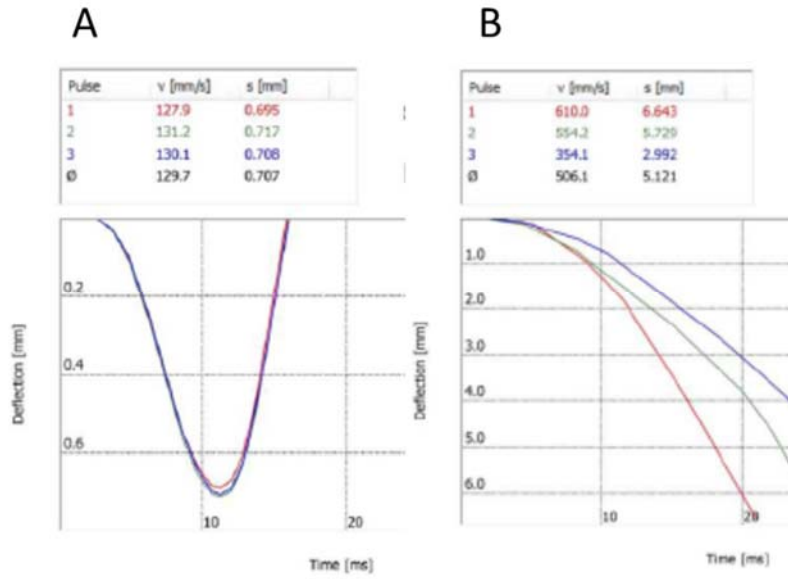 A
Pulse v [mm/s] s [mm]
1 127.9 0.695
2 131.2 0.717
3 130.1 0.708
Ø 129.7 0.707
0.2
0.4
0.6
10 20
Deflection [mm]
Time [ms]
B
Pulse v [mm/s] s [mm]
1 610.0 6.643
2 554.2 5.729
3 354.1 2.992
Ø 506.1 5.121
1.0
2.0
3.0
4.0
5.0
6.0
10 20
Deflection [mm]
Time [ms]